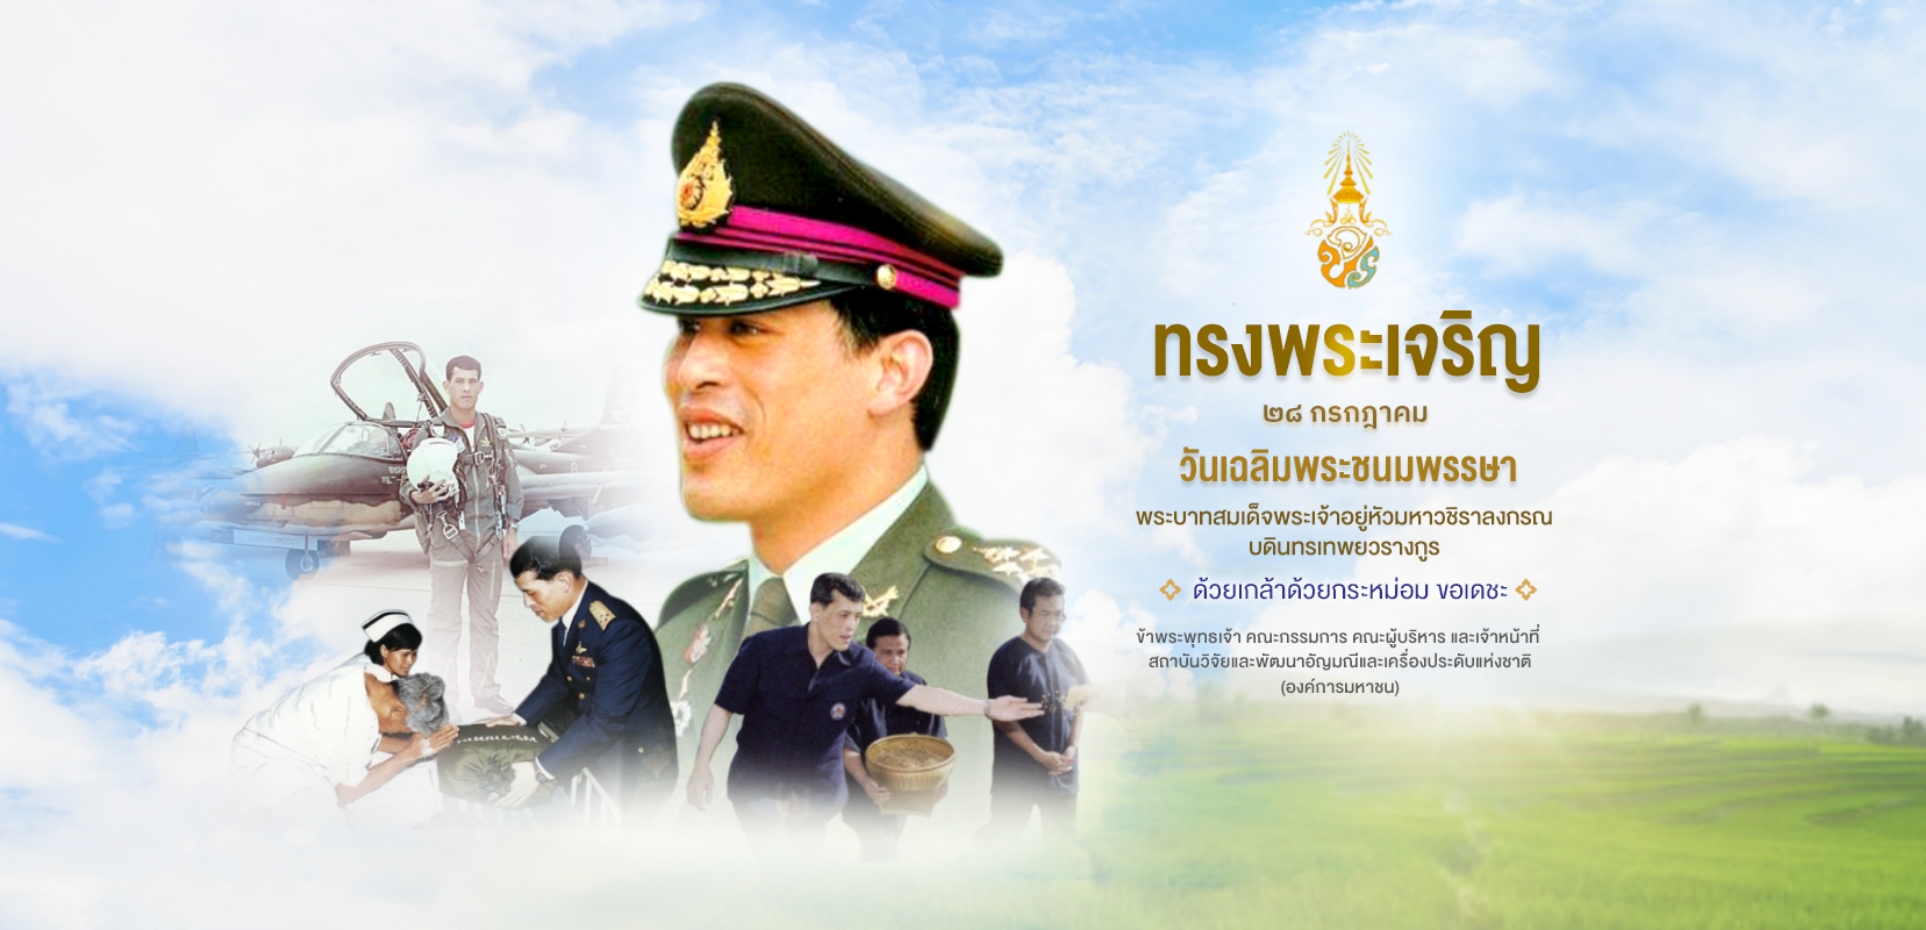 ทรงพระเจริญ
๒๘ กรกฎาคม
วันเฉลิมพระชนมพรรษา
พระบาทสมเด็จพระเจ้าอยู่หัวมหาวชิราลงกรณ
บดินทรเทพยวรางกูร
ด้วยเกล้าด้วยกระหม่อม ขอเดชะ
ข้าพระพุทธเจ้า คณะกรรมการ คณะผู้บริหาร และเจ้าหน้าที่
สถาบันวิจัยและพัฒนาอัญมณีและเครื่องประดับแห่งชาติ
(องค์การมหาชน)